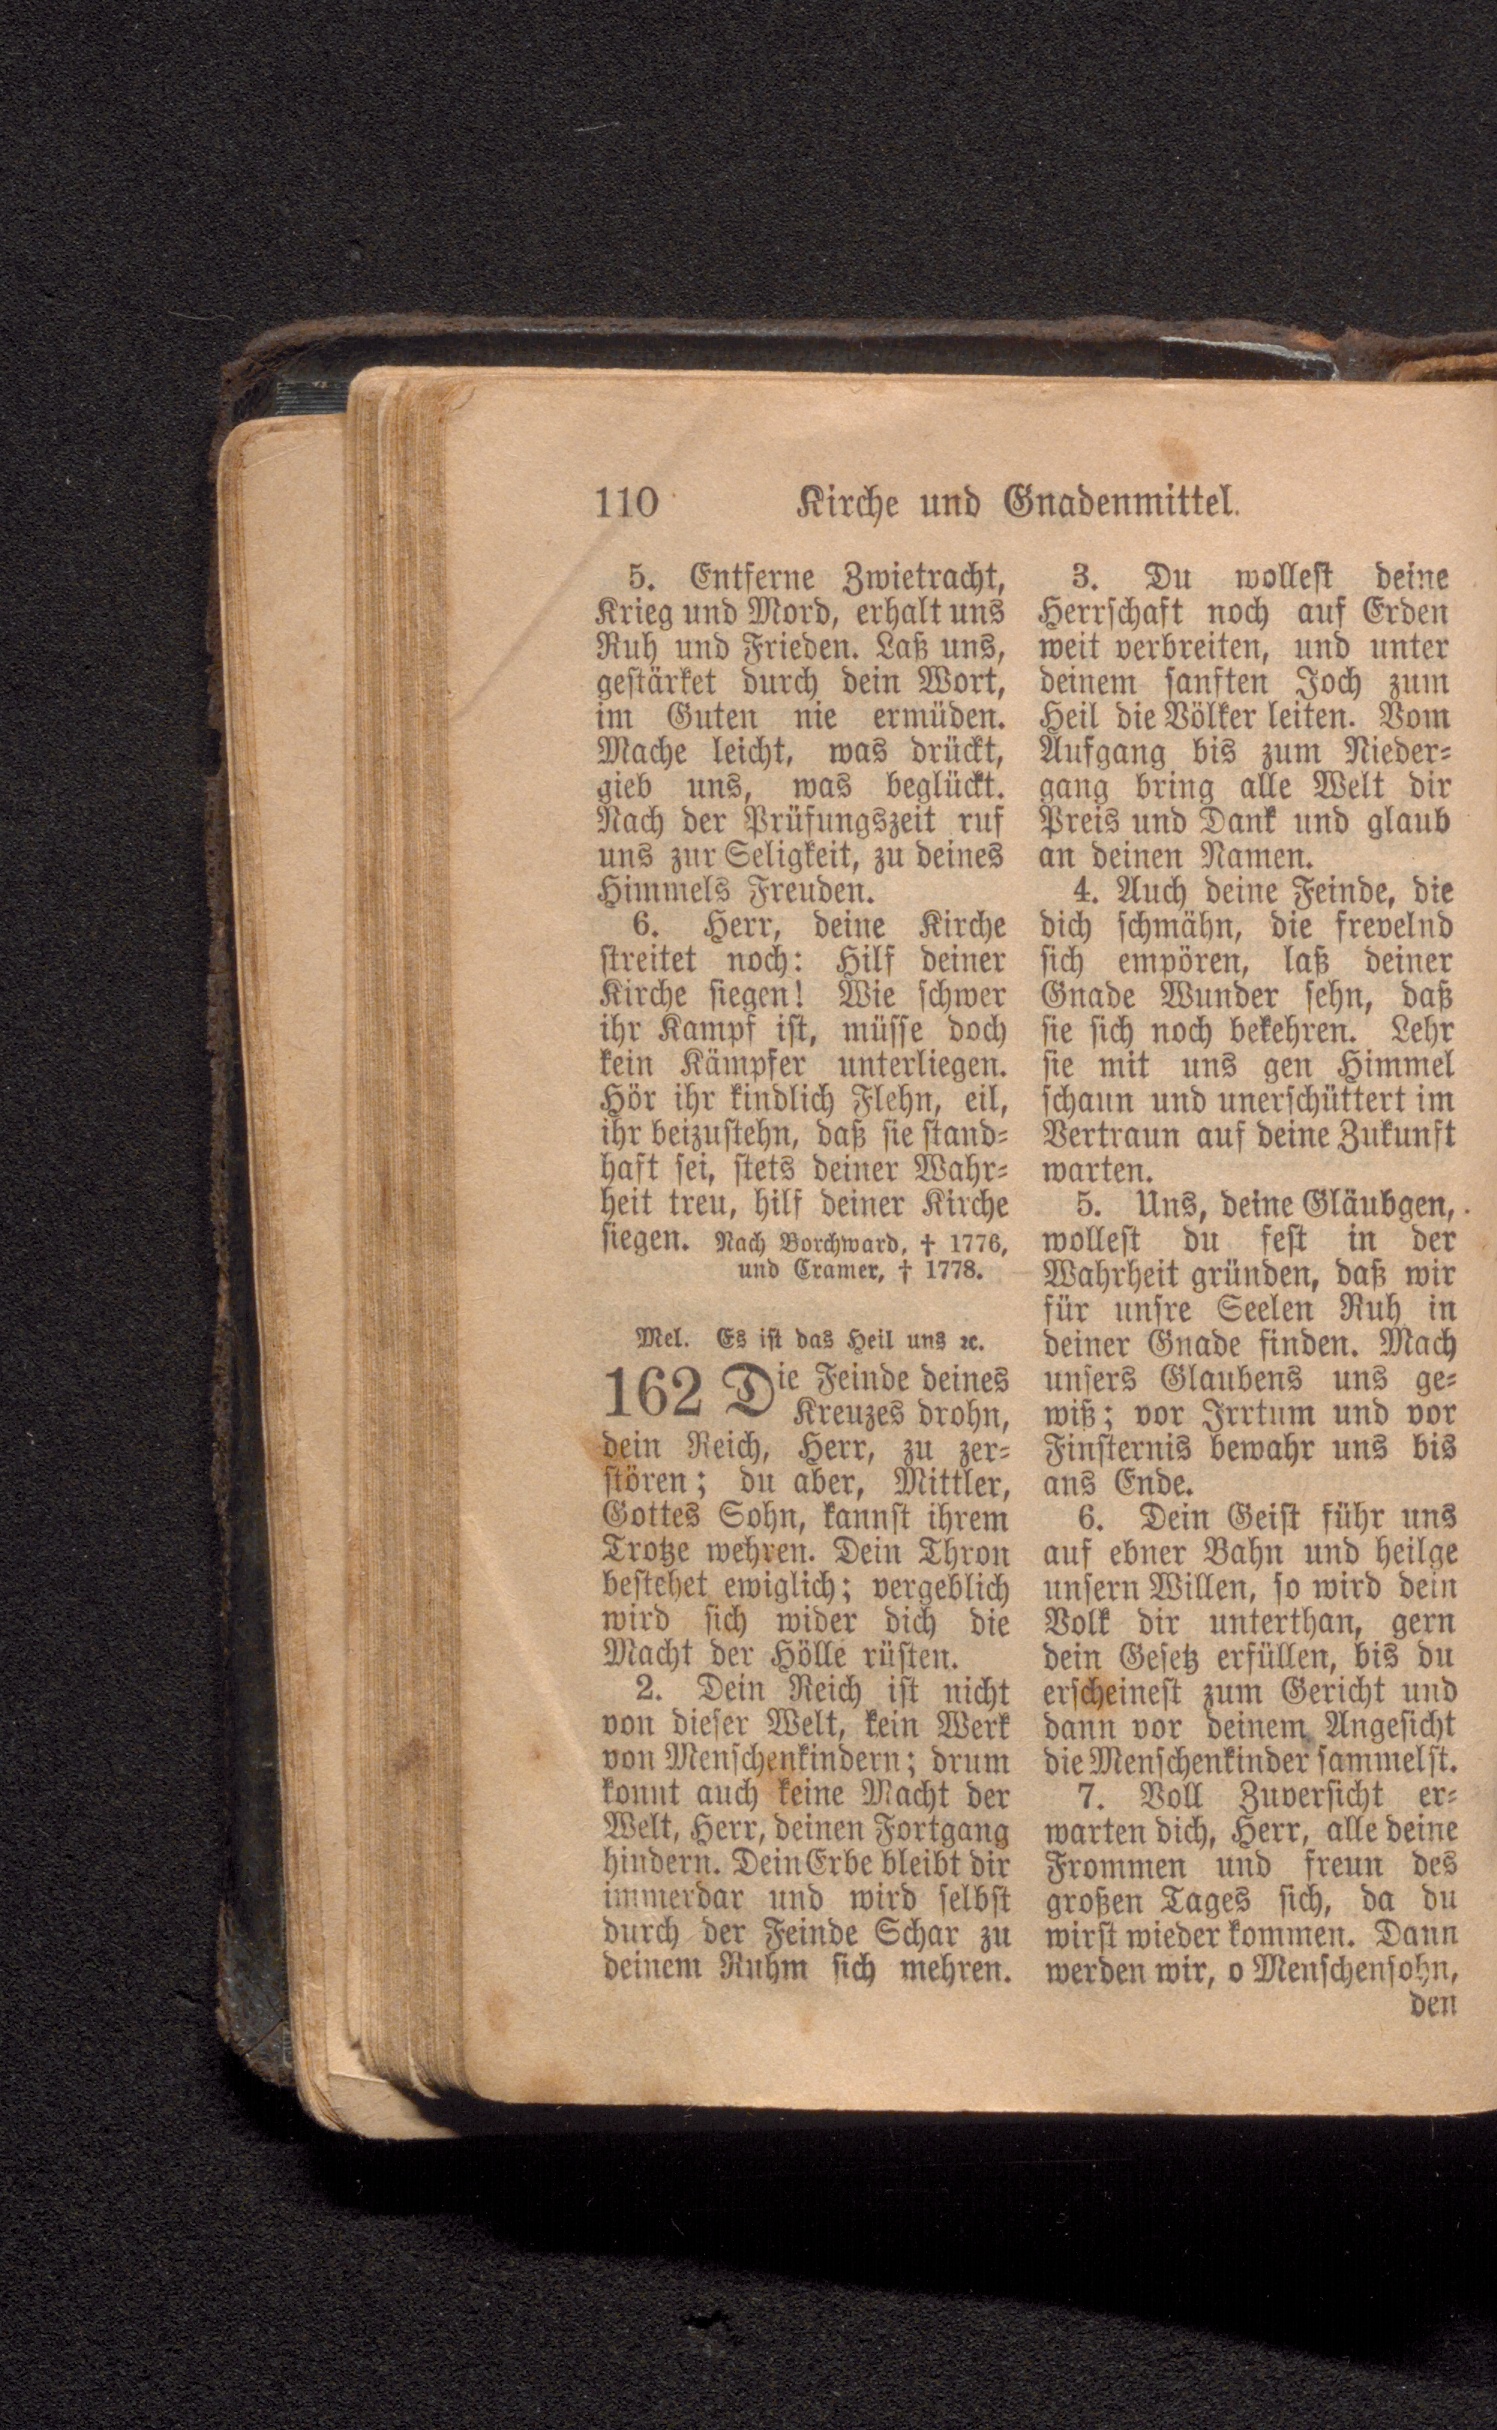 110 Kirche und Gnadenmittel.
5. Entferne Zwietracht,
Krieg und Mord, erhalt uns
Ruh und Frieden. Laß uns,
gestärket durch dein Wort,
im Guten nie ermüden.
Mache leicht, was drückt,
gieb uns, was beglückt.
Nach der Prüfungszeit ruf
uns zur Seligkeit, zu deines
Himmels Freuden.
6. Herr, deine Kirche
streitet noch: Hilf deiner
Kirche siegen! Wie schwer
ihr Kampf ist, müsse doch
kein Kämpfer unterliegen.
Hör ihr kindlich Flehn, eil,
ihr beizustehn, daß sie stand-
haft sei, stets deiner Wahr-
heit treu, hilf deiner Kirche
siegen. Nach Borchward, † 1776,
und Cramer, † 1778.
Mel. Es ist das Heil uns ꝛc.
162 Die Feinde deines
Kreuzes drohn,
dein Reich, Herr, zu zer-
stören; du aber, Mittler,
Gottes Sohn, kannst ihrem
Trotze wehren. Dein Thron
bestehet ewiglich; vergeblich
wird sich wider dich die
Macht der Hölle rüsten.
2. Dein Reich ist nicht
von dieser Welt, kein Werk
von Menschenkindern; drum
konnt auch keine Macht der
Welt, Herr, deinen Fortgang
hindern. Dein Erbe bleibt dir
immerdar und wird selbst
durch der Feinde Schar zu
deinem Ruhm sich mehren.
3. Du wollest deine
Herrschaft noch auf Erden
weit verbreiten, und unter
deinem sanften Joch zum
Heil die Völker leiten. Vom
Aufgang bis zum Nieder-
gang bring alle Welt dir
Preis und Dank und glaub
an deinen Namen.
4. Auch deine Feinde, die
dich schmähn, die frevelnd
sich empören, laß deiner
Gnade Wunder sehn, daß
sie sich noch bekehren. Lehr
sie mit uns gen Himmel
schaun und unerschüttert im
Vertraun auf deine Zukunft
warten.
5. Uns, deine Gläubgen,
wollest du fest in der
Wahrheit gründen, daß wir
für unsre Seelen Ruh in
deiner Gnade finden. Mach
unsers Glaubens uns ge-
wiß; vor Irrtum und vor
Finsternis bewahr uns bis
ans Ende.
6. Dein Geist führ uns
auf ebner Bahn und heilge
unsern Willen, so wird dein
Volk dir unterthan, gern
dein Gesetz erfüllen, bis du
erscheinest zum Gericht und
dann vor deinem Angesicht
die Menschenkinder sammelst.
7. Voll Zuversicht er-
warten dich, Herr, alle deine
Frommen und freun des
großen Tages sich, da du
wirst wieder kommen. Dann
werden wir, o Menschensohn,
den